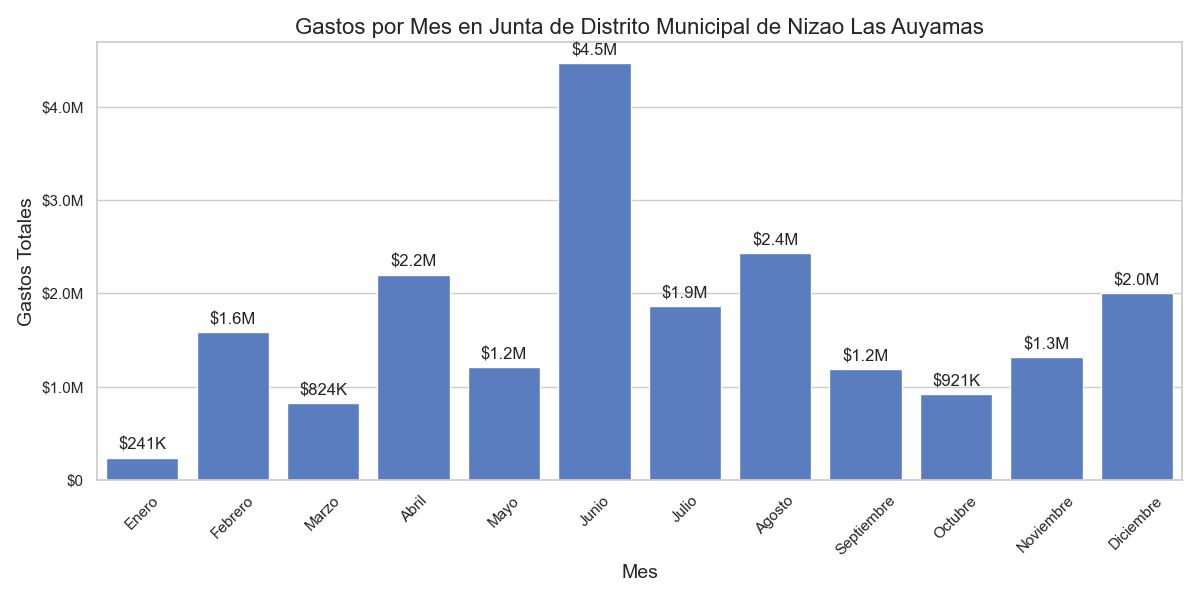 Gastos por Mes en Junta de Distrito Municipal de Nizao Las Auyamas
Gastos Totales
$4.0M
$3.0M
$2.0M
$1.0M
$0
$241K
$1.6M
$824K
$2.2M
$1.2M
$4.5M
$1.9M
$2.4M
$1.2M
$921K
$1.3M
$2.0M
Enero
Febrero
Marzo
Abril
Mayo
Junio
Julio
Agosto
Septiembre
Octubre
Noviembre
Diciembre
Mes